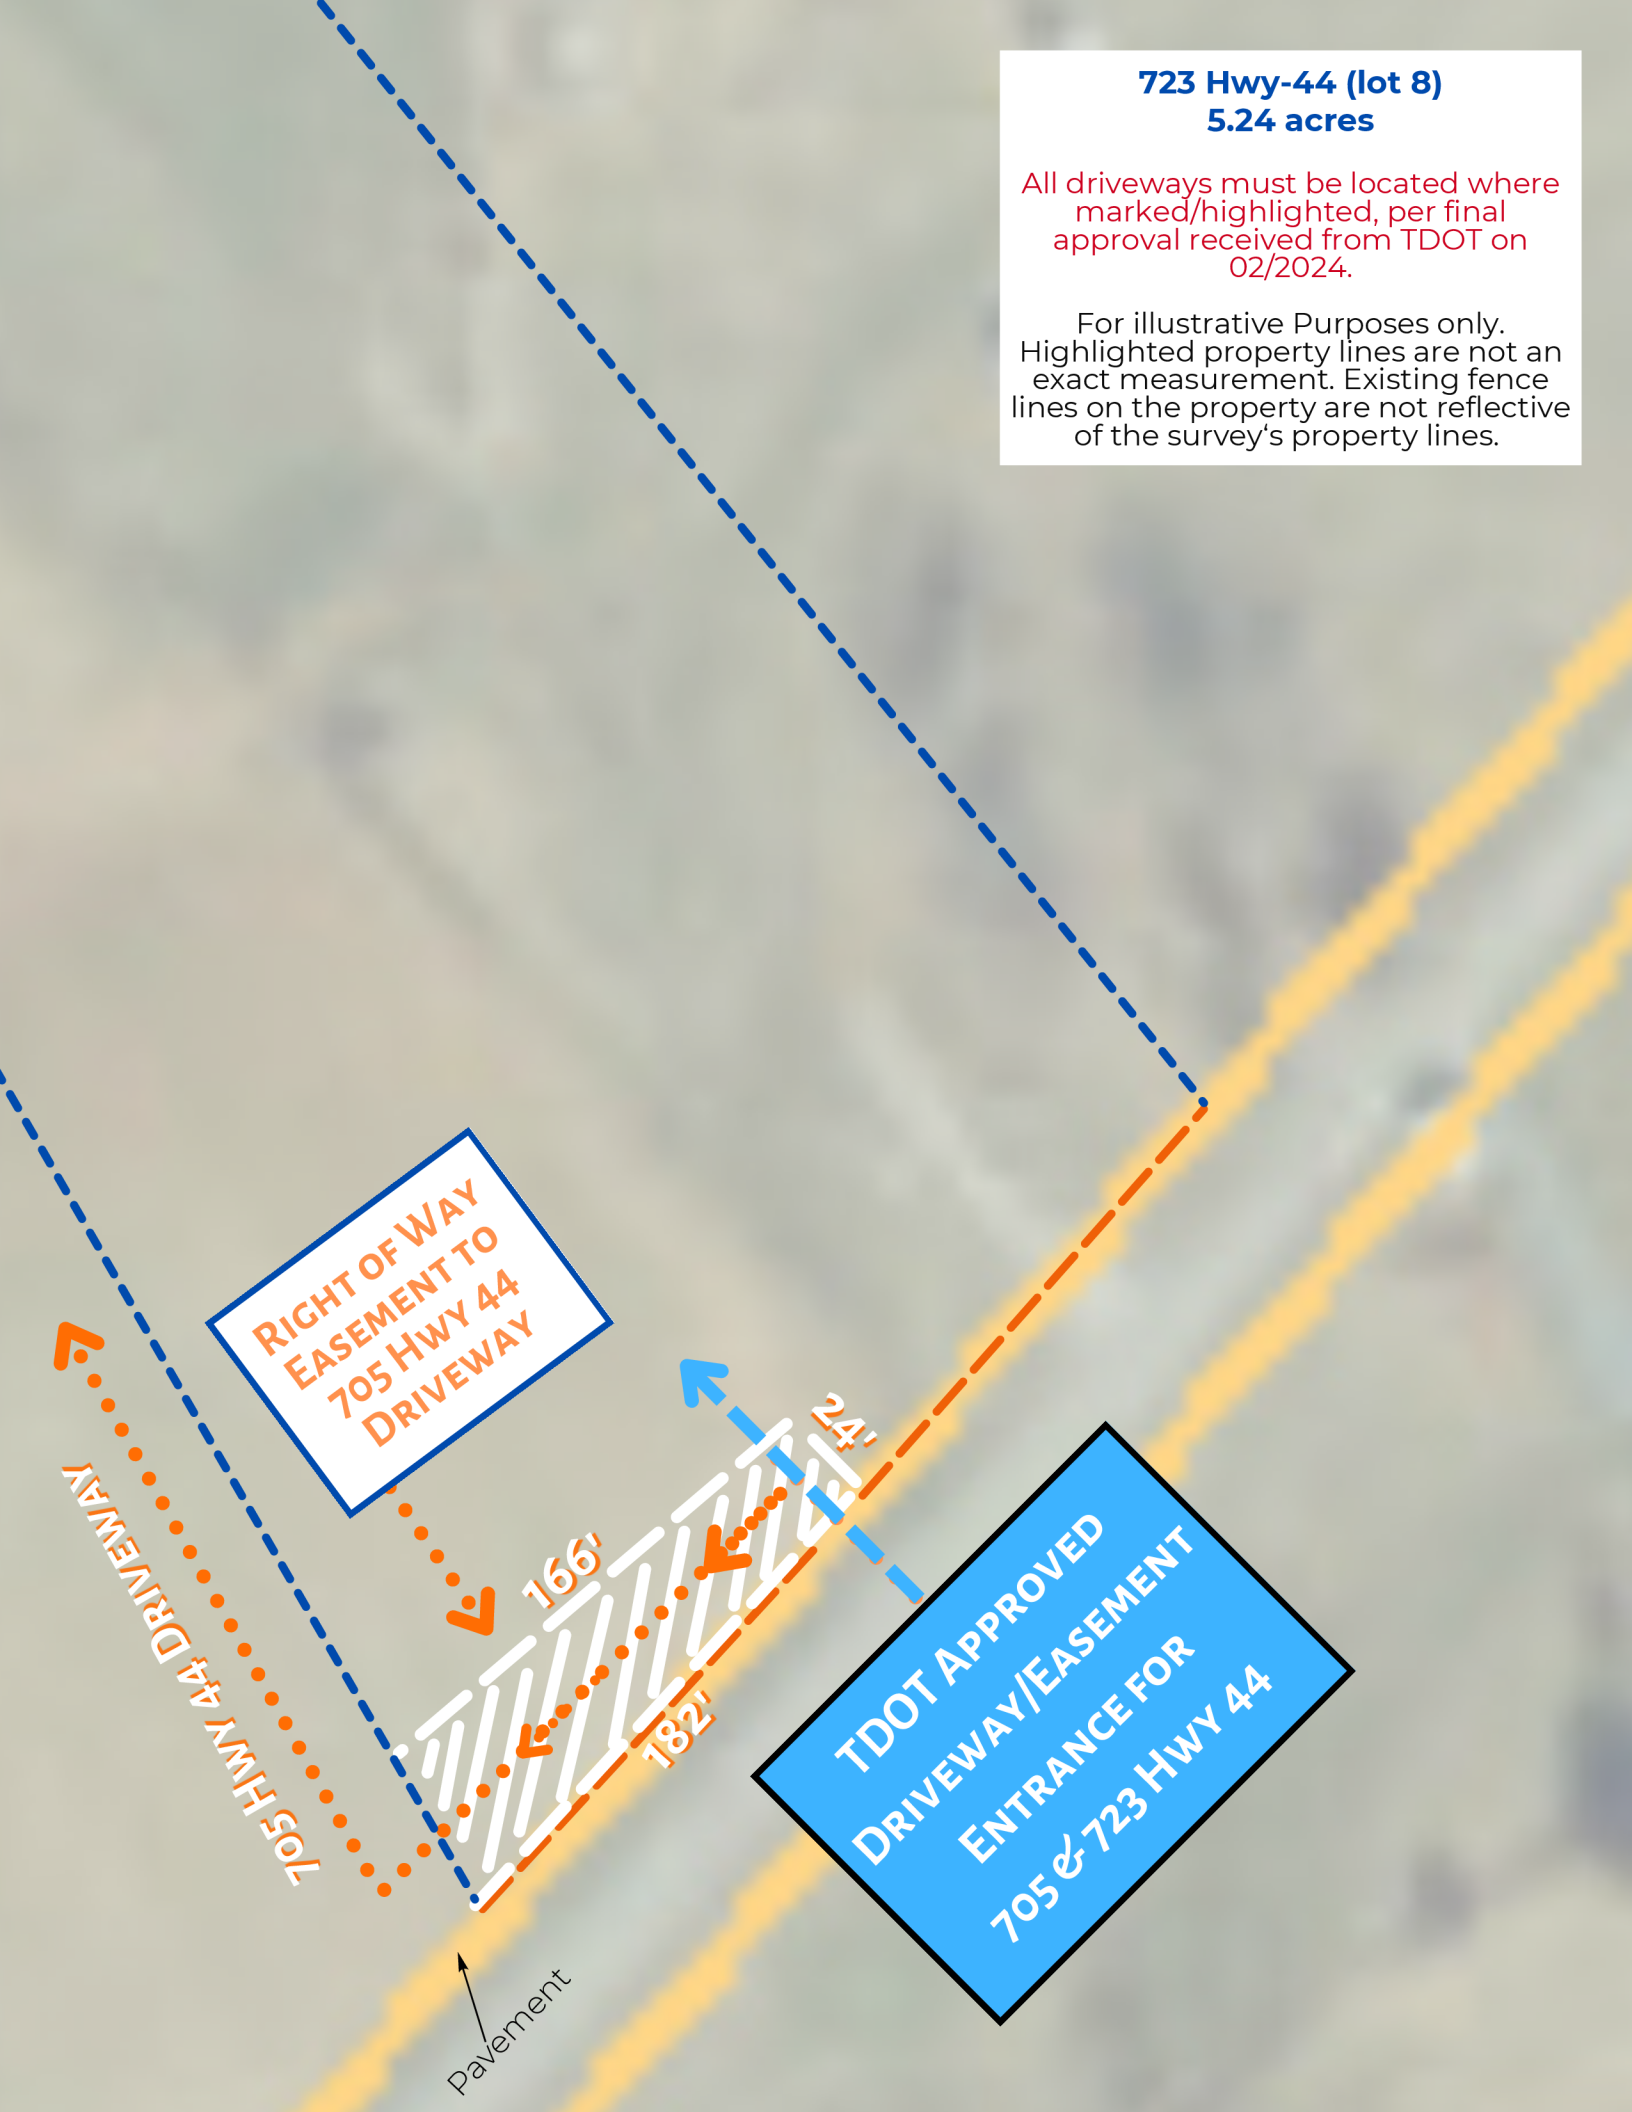 723 Hwy-44 (lot 8)
5.24 acres
All driveways must be located where
marked/highlighted, per final
approval received from TDOT on
02/2024.
For illustrative Purposes only.
Highlighted property lines are not an
exact measurement. Existing fence
lines on the property are not reflective
of the survey‘s property lines.
Right of Way
Easement to
705 Hwy 44
Driveway
24'
166'
182'
705 Hwy 44 Driveway
TDOT Approved
Driveway/Easement
Entrance for
705 & 723 Hwy 44
Pavement